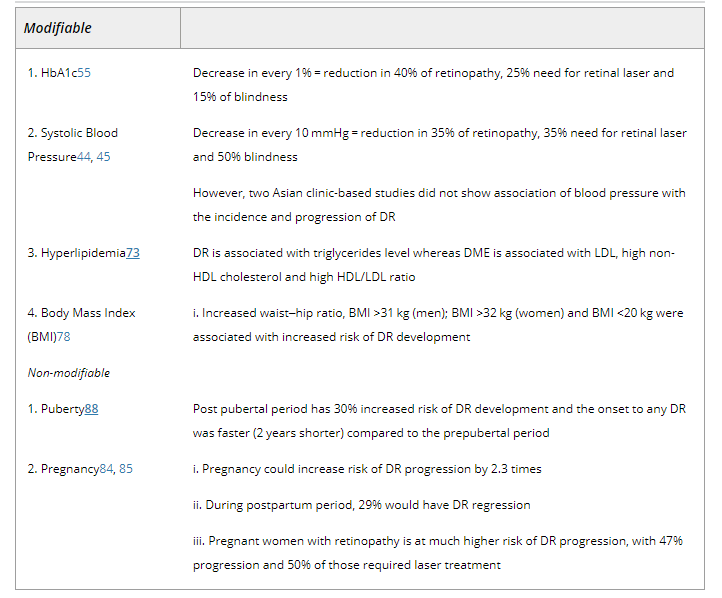 Modifiable
1. HbA1c55 Decrease in every 1% = reduction in 40% of retinopathy, 25% need for retinal laser and
15% of blindness
2. Systolic Blood Decrease in every 10 mmHg = reduction in 35% of retinopathy, 35% need for retinal laser
Pressure44, 45 and 50% blindness
However, two Asian clinic-based studies did not show association of blood pressure with
the incidence and progression of DR
3. Hyperlipidemia73 DR is associated with triglycerides level whereas DME is associated with LDL, high non-
HDL cholesterol and high HDL/LDL ratio
4. Body Mass Index i. Increased waist–hip ratio, BMI >31 kg (men); BMI >32 kg (women) and BMI <20 kg were
(BMI)78 associated with increased risk of DR development
Non-modifiable
1. Puberty88 Post pubertal period has 30% increased risk of DR development and the onset to any DR
was faster (2 years shorter) compared to the prepubertal period
2. Pregnancy84, 85 i. Pregnancy could increase risk of DR progression by 2.3 times
ii. During postpartum period, 29% would have DR regression
iii. Pregnant women with retinopathy is at much higher risk of DR progression, with 47%
progression and 50% of those required laser treatment